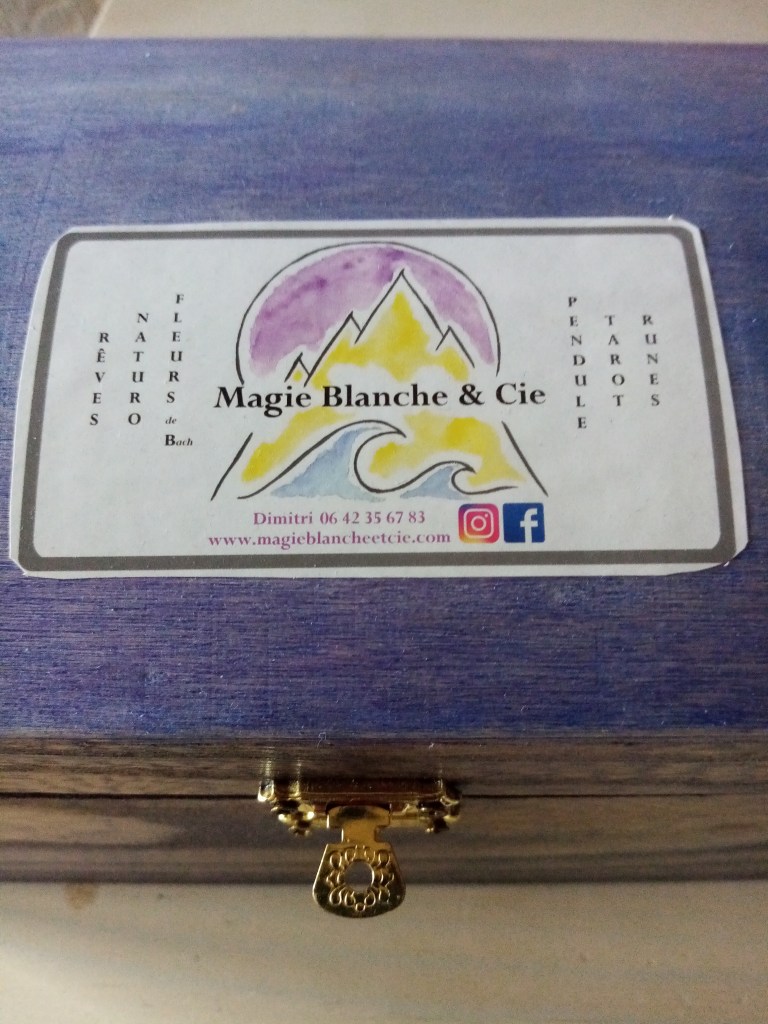 RÊVES
NATURO
FLEURS de Bach
Magie Blanche & Cie
PENDULE
TAROT
RUNES
Dimitri 06 42 35 67 83
www.magieblancheetcie.com